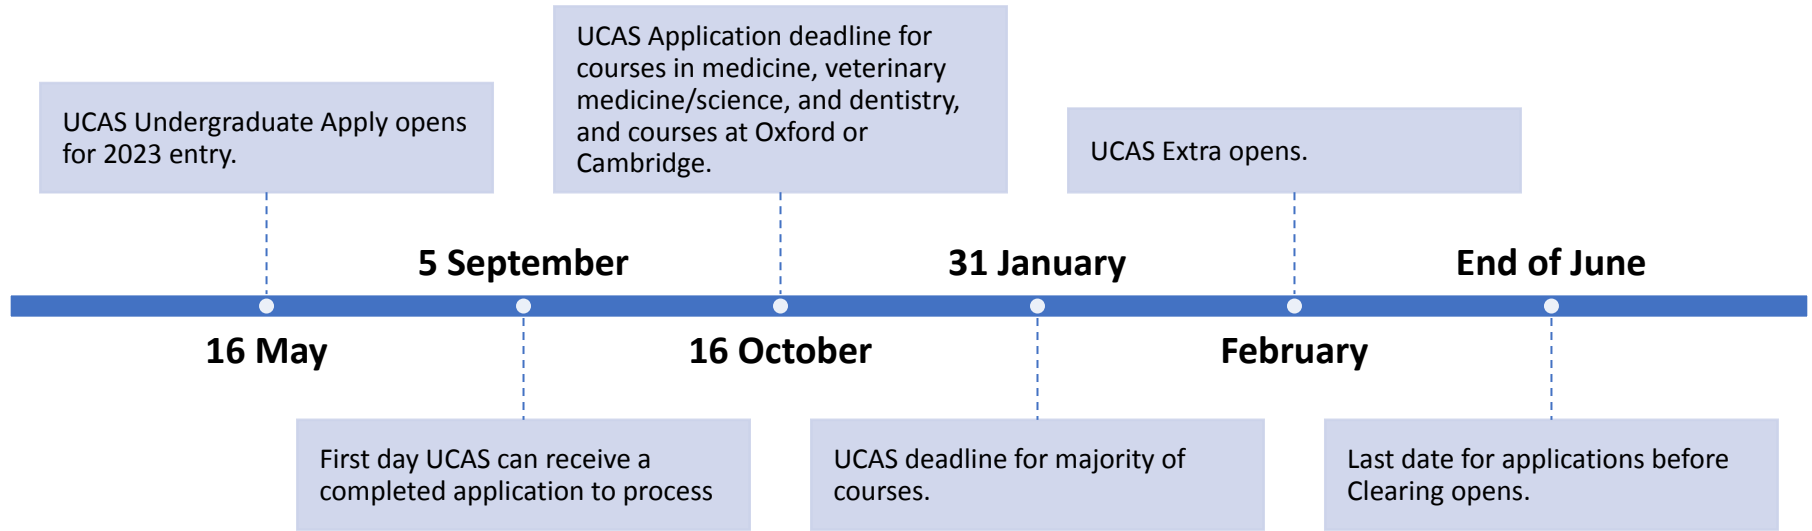 UCAS Undergraduate Apply opens
for 2023 entry.
16 May
5 September
First day UCAS can receive a
completed application to process
UCAS Application deadline for
courses in medicine, veterinary
medicine/science, and dentistry,
and courses at Oxford or
Cambridge.
16 October
31 January
UCAS deadline for majority of
courses.
UCAS Extra opens.
February
End of June
Last date for applications before
Clearing opens.